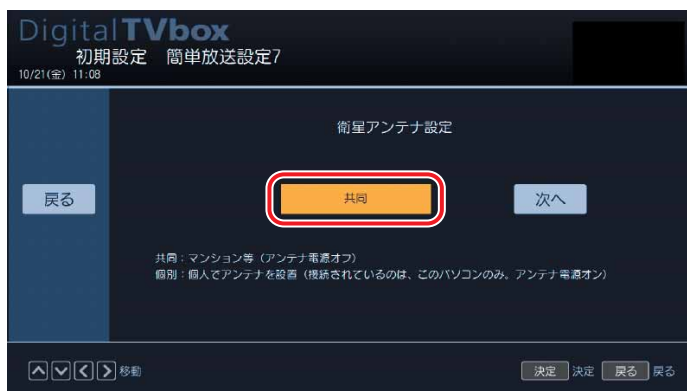 Digital TVbox
初期設定 簡単放送設定7
10/21(金) 11:08
衛星アンテナ設定
戻る
共同
次へ
共同：マンション等（アンテナ電源オフ）
個別：個人でアンテナを設置（接続されているのは、このパソコンのみ。アンテナ電源オン）
移動
決定 決定 戻る 戻る